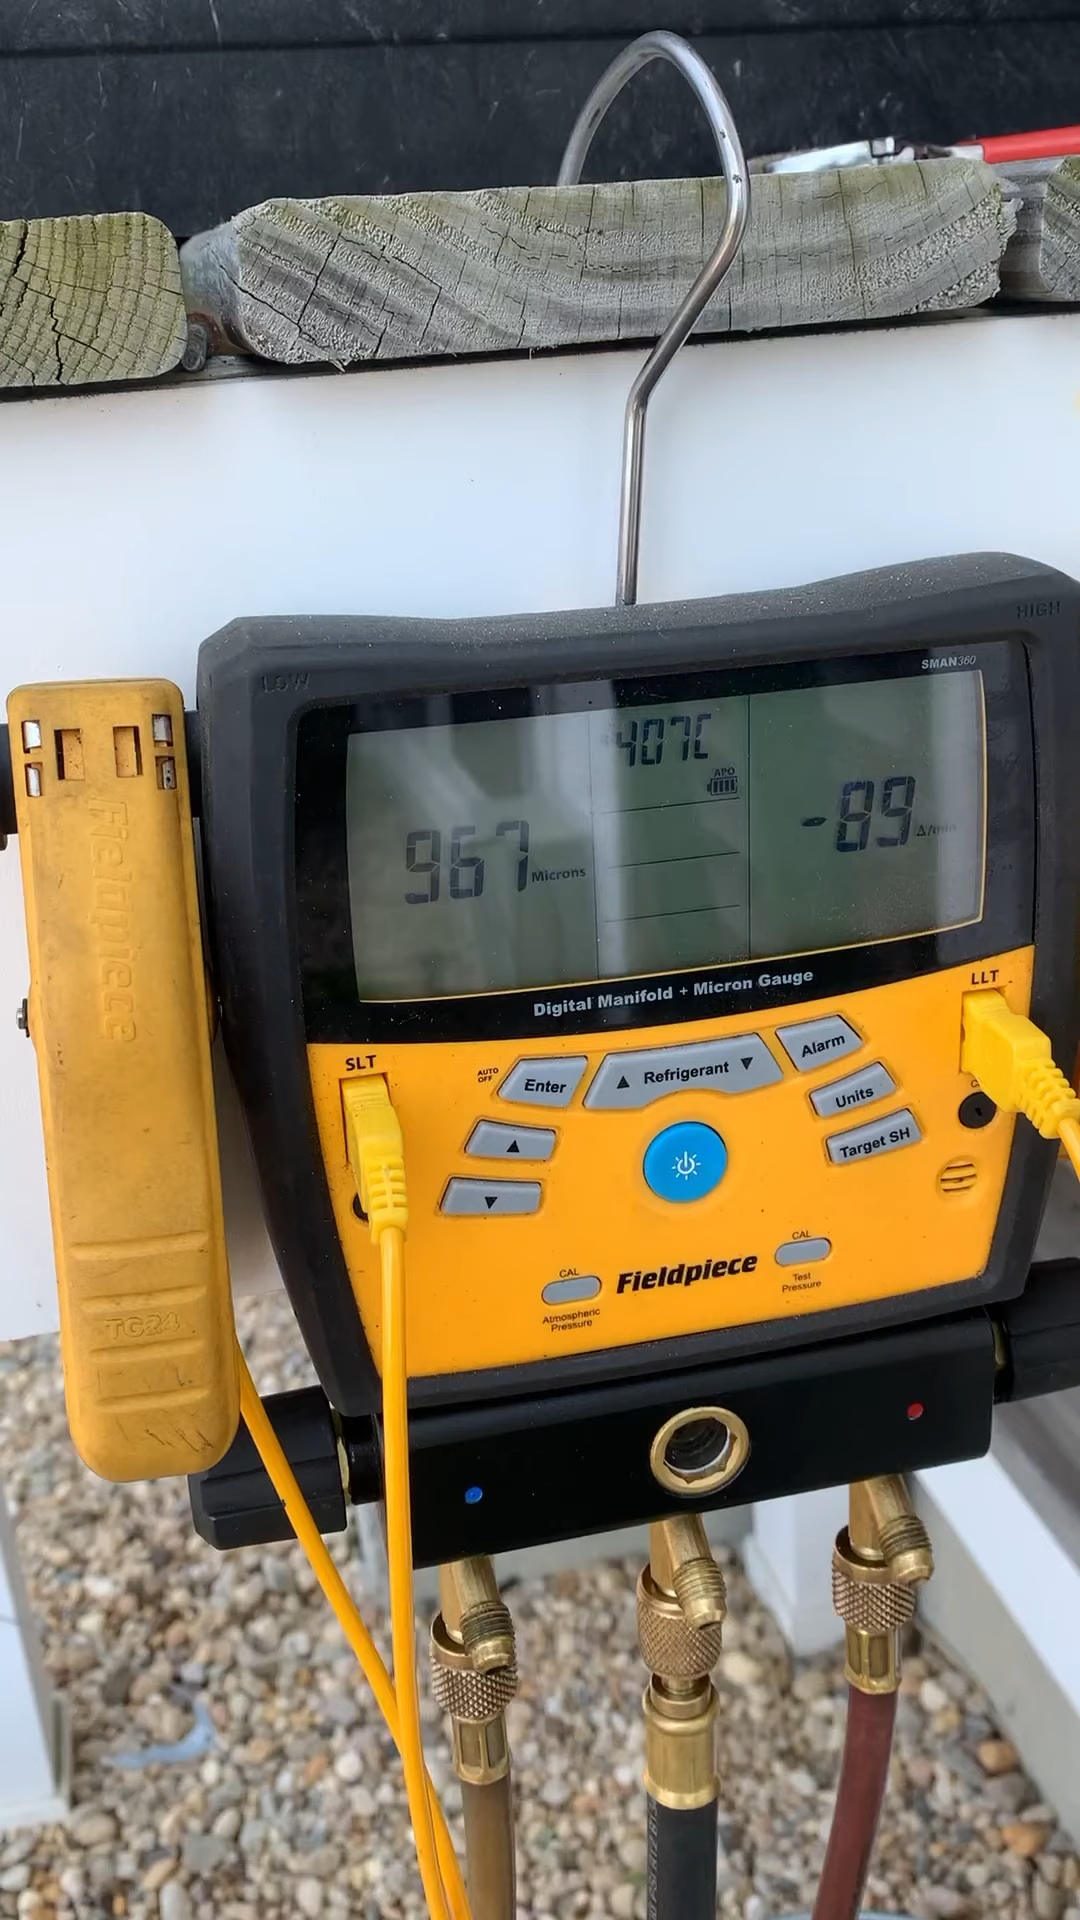 LOW
HIGH
SMAN360
407C
APO
967 Microns
-89 Δ/min
Digital Manifold + Micron Gauge
Fieldpiece
SLT
LLT
AUTO OFF
Enter
▲ Refrigerant ▼
Alarm
Units
Target SH
▲
▼
CAL
Atmospheric
Pressure
Fieldpiece
CAL
Test
Pressure
TC24